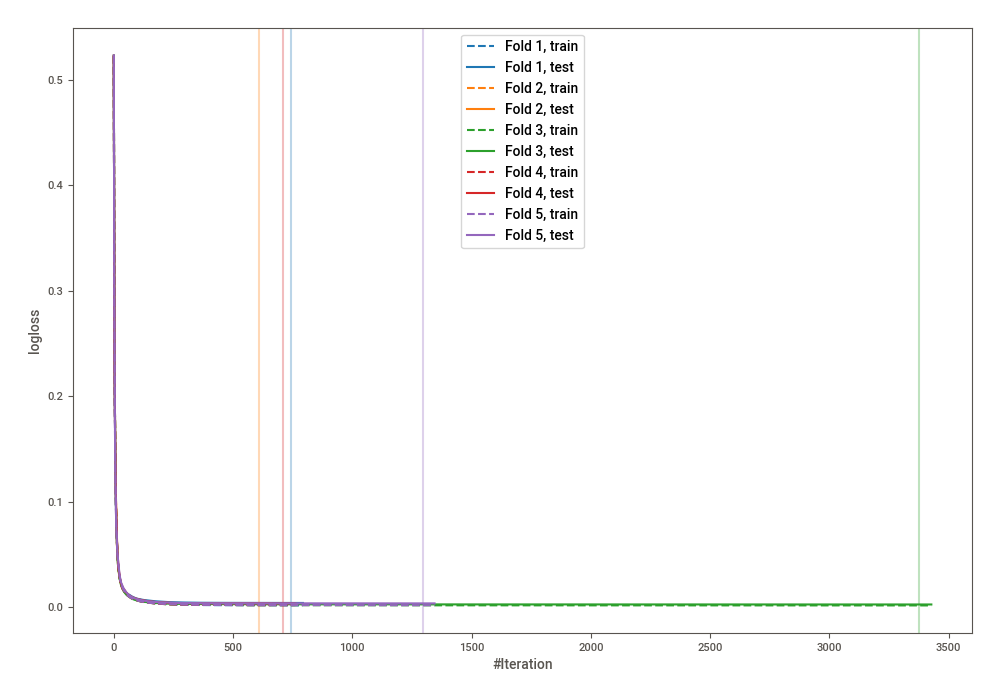 Fold 1, train
Fold 1, test
Fold 2, train
Fold 2, test
Fold 3, train
Fold 3, test
Fold 4, train
Fold 4, test
Fold 5, train
Fold 5, test
0.5
0.4
0.3
0.2
0.1
0.0
logloss
0 500 1000 1500 2000 2500 3000 3500
#Iteration